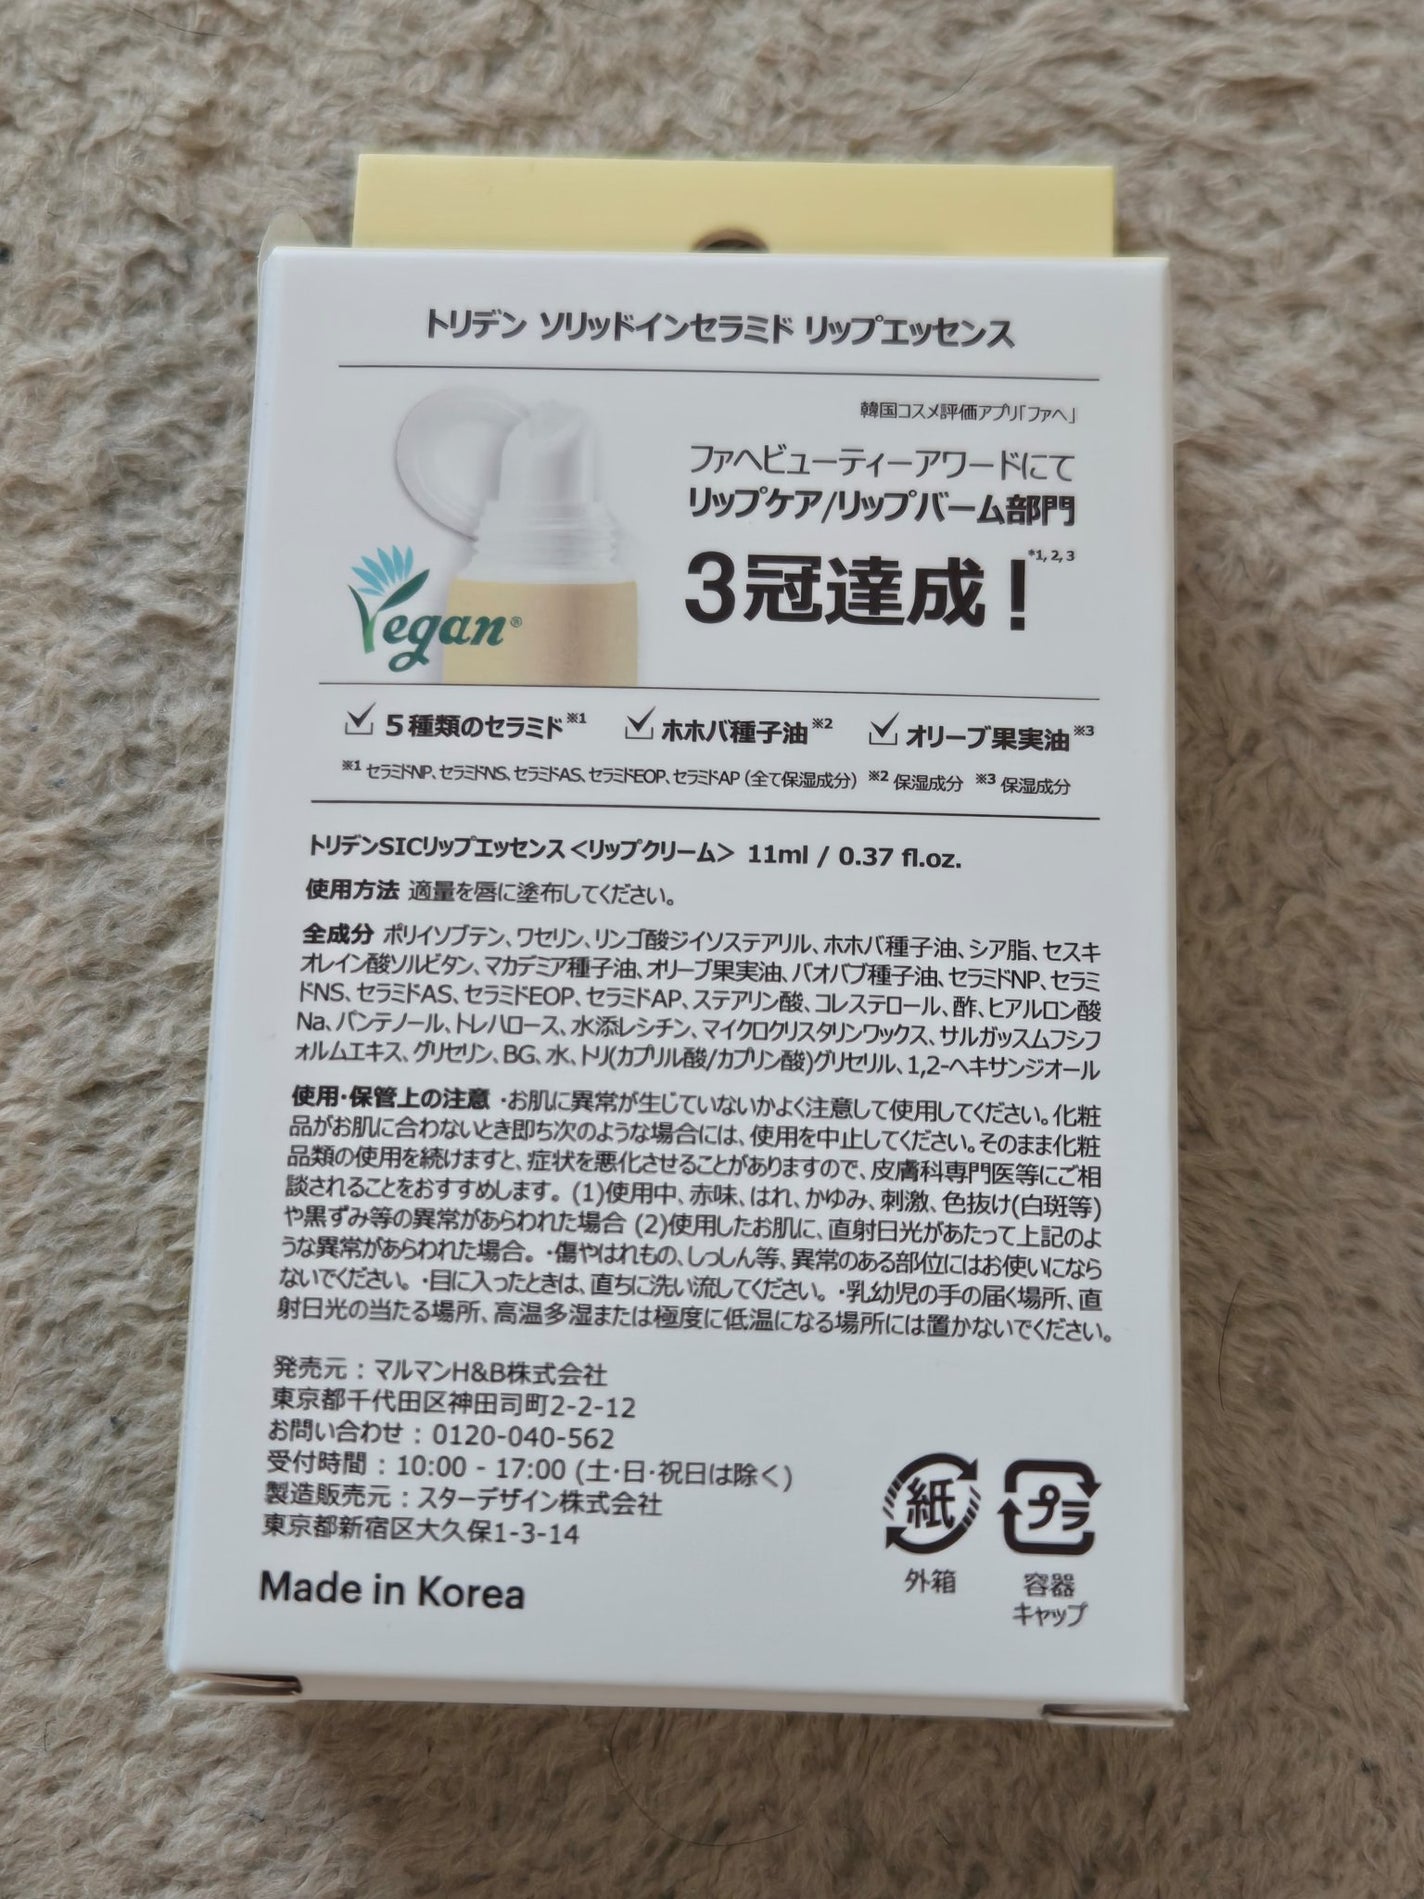 トリデン ソリッドインセラミド リップエッセンス
韓国コスメ評価アプリ「ファヘ」
ファヘビューティーアワードにて
リップケア/リップバーム部門
3冠達成！*1, 2, 3
Vegan®
5種類のセラミド※1 ホホバ種子油※2 オリーブ果実油※3
※1 セラミドNP、セラミドNS、セラミドAS、セラミドEOP、セラミドAP（全て保湿成分） ※2 保湿成分 ※3 保湿成分
トリデンSICリップエッセンス＜リップクリーム＞ 11ml / 0.37 fl.oz.
使用方法 適量を唇に塗布してください。
全成分 ポリイソブテン、ワセリン、リンゴ酸ジイソステアリル、ホホバ種子油、シア脂、セスキ
オレイン酸ソルビタン、マカデミア種子油、オリーブ果実油、バオバブ種子油、セラミドNP、セラミ
ドNS、セラミドAS、セラミドEOP、セラミドAP、ステアリン酸、コレステロール、酢、ヒアルロン酸
Na、パンテノール、トレハロース、水添レシチン、マイクロクリスタリンワックス、サルガッスムフシフ
ォルムエキス、グリセリン、BG、水、トリ(カプリル酸/カプリン酸)グリセリル、1,2-ヘキサンジオール
使用・保管上の注意 ・お肌に異常が生じていないかよく注意して使用してください。化粧
品がお肌に合わないとき即ち次のような場合には、使用を中止してください。そのまま化粧
品類の使用を続けますと、症状を悪化させることがありますので、皮膚科専門医等にご相
談されることをおすすめします。(1)使用中、赤味、はれ、かゆみ、刺激、色抜け(白斑等)
や黒ずみ等の異常があらわれた場合 (2)使用したお肌に、直射日光があたって上記のよ
うな異常があらわれた場合。・傷やはれもの、しっしん等、異常のある部位にはお使いになら
ないでください。・目に入ったときは、直ちに洗い流してください。・乳幼児の手の届く場所、直
射日光の当たる場所、高温多湿または極度に低温になる場所には置かないでください。
発売元：マルマンH&B株式会社
東京都千代田区神田司町2-2-12
お問い合わせ：0120-040-562
受付時間：10:00 - 17:00 (土・日・祝日は除く)
製造販売元：スターデザイン株式会社
東京都新宿区大久保1-3-14
Made in Korea
紙
外箱
プラ
容器
キャップ